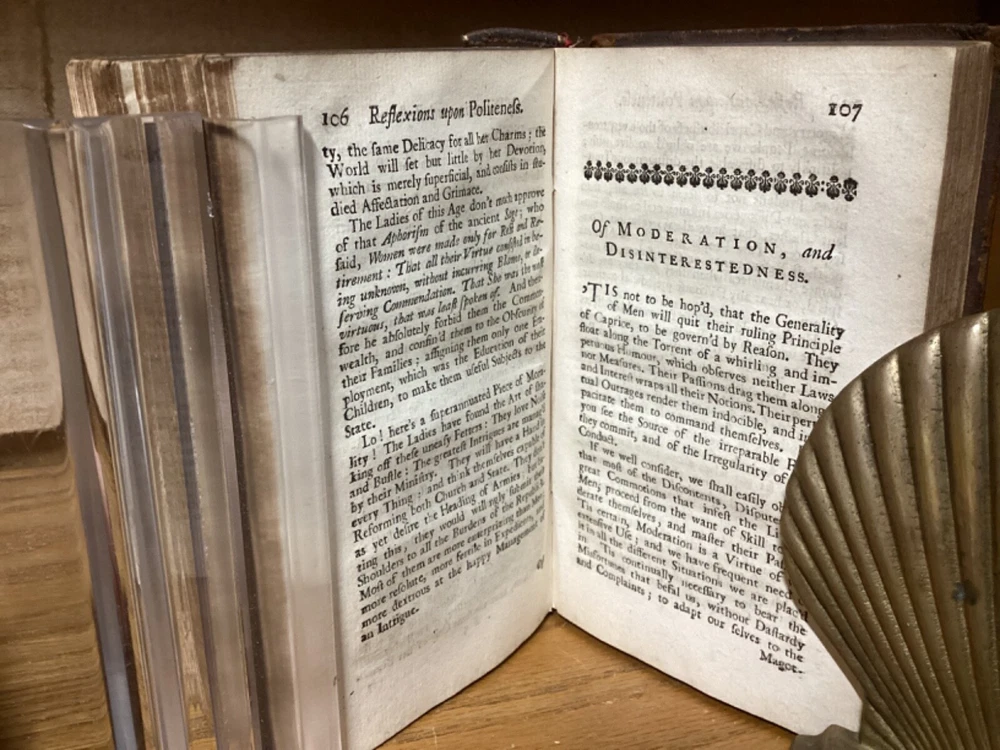 106 Reflexions upon Politeneſs.
ty, the ſame Delicacy for all her Charms; the
World will ſet but little by her Devotion,
which is merely ſuperficial, and conſiſts in ſtu-
died Affectation and Grimace.
The Ladies of this Age don't much approve
of that Aphoriſm of the ancient Sage; who
ſaid, Women were made only for Reſt and Re-
tirement: That all their Virtue conſiſted in be-
ing unknown, without incurring Blame, or de-
ſerving Commendation. That She was the moſt
virtuous, that was leaſt ſpoken of. And there-
fore he abſolutely forbid them the Common-
wealth, and confin'd them to the Obſcurity of
their Families; aſſigning them only one Em-
ployment, which was the Education of their
Children, to make them uſeful Subjects to the
State.
Lo! here's a ſuperannuated Piece of Mora-
lity! The Ladies have found the Art of ſha-
king off theſe uneaſy Fetters: They love Noiſe
and Buſtle: The greateſt Intrigues are manag'd
by their Miniſtry. They will have a Hand in
every Thing; and think themſelves capable of
Reforming both Church and State. They don't
as yet deſire the Heading of Armies, but
ting this, they would willingly ſubmit their
Shoulders to all the Burdens of the Republick.
Moſt of them are more enterprizing than Men,
more reſolute, more fertile in Expedients, and
more dextrous at the happy Management of
an Intrigue.
Of
107
Of MODERATION, and
DISINTERESTEDNESS.
'TIS not to be hop'd, that the Generality
of Men will quit their ruling Principle
of Caprice, to be govern'd by Reaſon. They
float along the Torrent of a whirling and im-
petuous Humour, which obſerves neither Laws
nor Meaſures. Their Paſſions drag them along,
and Intereſt wraps all their Notions. Their perpe-
tual Outrages render them indocible, and
pacitate them to command themſelves.
you ſee the Source of the irreparable
they commit, and of the Irregularity of
Conduct.
If we well conſider, we ſhall eaſily
that moſt of the Diſcontents, Diſputes
great Commotions that infeſt the
Men; proceed from the want of Skill to
derate themſelves, and maſter their
'Tis certain, Moderation is a Virtue of
extenſive Uſe; and we have frequent need
it in all the different Situations we are plac'd
in. 'Tis continually neceſſary to bear the
Misfortunes that befal us, without Daſtardy
and Complaints; to adapt our ſelves to the
Magot-